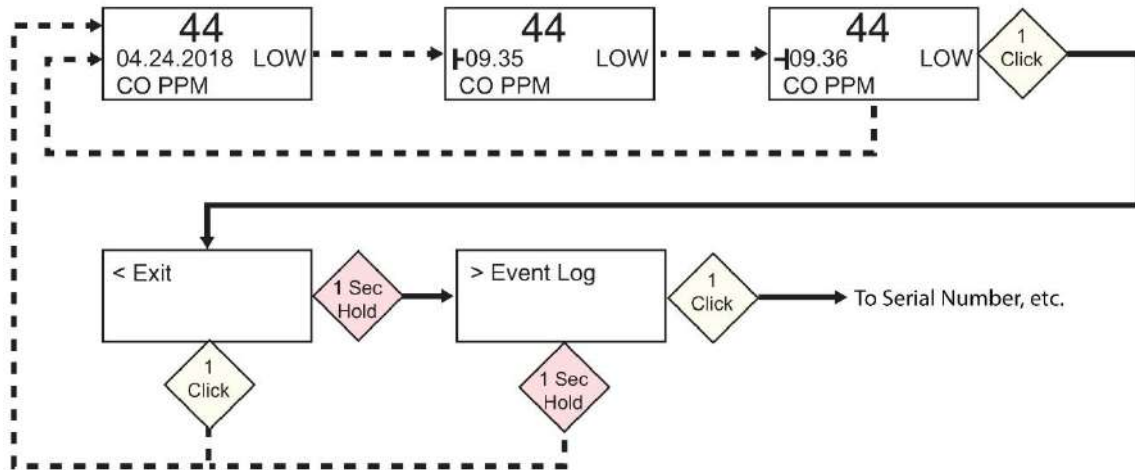 44
04.24.2018 LOW
CO PPM
44
09.35 LOW
CO PPM
44
09.36 LOW
CO PPM
1
Click
< Exit
1 Sec
Hold
> Event Log
1
Click
To Serial Number, etc.
1
Click
1 Sec
Hold